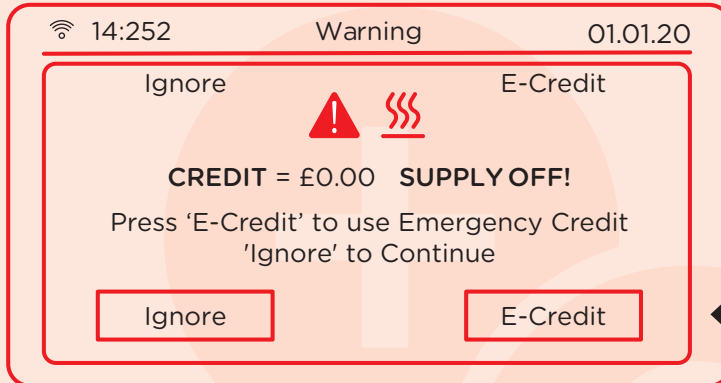 14:252 Warning 01.01.20
Ignore E-Credit
CREDIT = £0.00 SUPPLY OFF!
Press ‘E-Credit’ to use Emergency Credit
'Ignore' to Continue
Ignore E-Credit